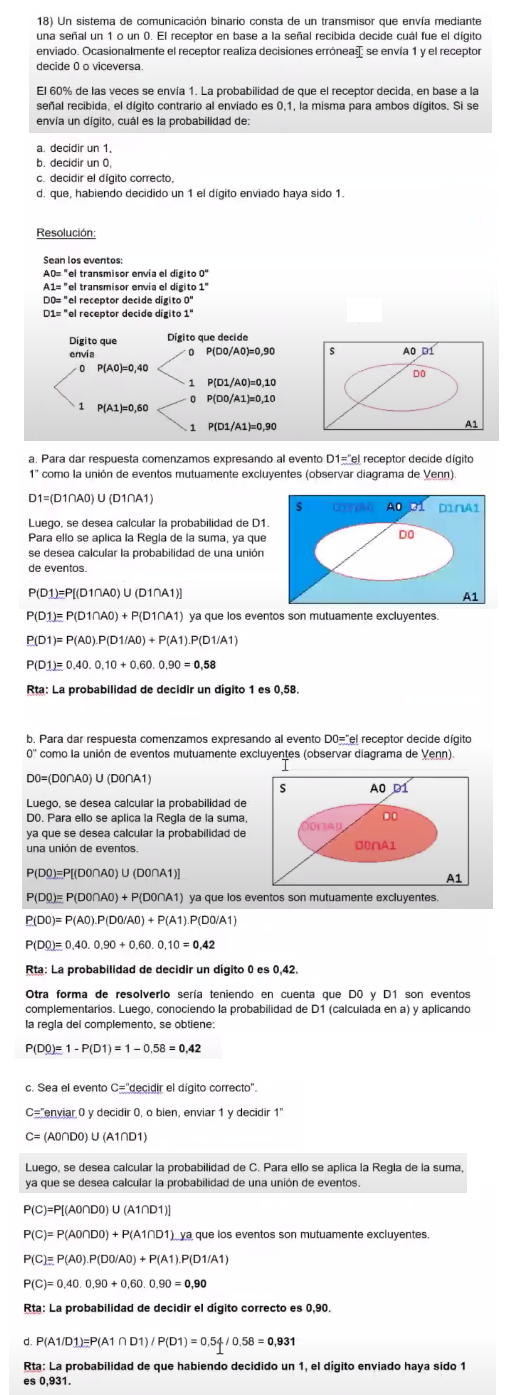 18) Un sistema de comunicación binario consta de un transmisor que envía mediante
una señal un 1 o un 0. El receptor en base a la señal recibida decide cuál fue el dígito
enviado. Ocasionalmente el receptor realiza decisiones erróneas: se envía 1 y el receptor
decide 0 o viceversa.
El 60% de las veces se envía 1. La probabilidad de que el receptor decida, en base a la
señal recibida, el dígito contrario al enviado es 0,1, la misma para ambos dígitos. Si se
envía un dígito, cuál es la probabilidad de:
a. decidir un 1,
b. decidir un 0,
c. decidir el dígito correcto,
d. que, habiendo decidido un 1 el dígito enviado haya sido 1.
Resolución:
Sean los eventos:
A0= "el transmisor envia el digito 0"
A1= "el transmisor envia el digito 1"
D0= "el receptor decide digito 0"
D1= "el receptor decide digito 1"
Digito que envia
Digito que decide
0 P(A0)=0,40
0 P(D0/A0)=0,90
1 P(D1/A0)=0,10
1 P(A1)=0,60
0 P(D0/A1)=0,10
1 P(D1/A1)=0,90
S A0 D1
D0
A1
a. Para dar respuesta comenzamos expresando al evento D1="el receptor decide dígito
1" como la unión de eventos mutuamente excluyentes (observar diagrama de Venn).
D1=(D1∩A0) U (D1∩A1)
Luego, se desea calcular la probabilidad de D1.
Para ello se aplica la Regla de la suma, ya que
se desea calcular la probabilidad de una unión
de eventos.
S D1∩A0 A0 D1 D1∩A1
D0
A1
P(D1)=P[(D1∩A0) U (D1∩A1)]
P(D1)= P(D1∩A0) + P(D1∩A1) ya que los eventos son mutuamente excluyentes.
P(D1)= P(A0).P(D1/A0) + P(A1).P(D1/A1)
P(D1)= 0,40. 0,10 + 0,60. 0,90 = 0,58
Rta: La probabilidad de decidir un dígito 1 es 0,58.
b. Para dar respuesta comenzamos expresando al evento D0="el receptor decide dígito
0" como la unión de eventos mutuamente excluyentes (observar diagrama de Venn).
D0=(D0∩A0) U (D0∩A1)
Luego, se desea calcular la probabilidad de
D0. Para ello se aplica la Regla de la suma,
ya que se desea calcular la probabilidad de
una unión de eventos.
S A0 D1
D0
D0∩A0
D0∩A1
A1
P(D0)=P[(D0∩A0) U (D0∩A1)]
P(D0)= P(D0∩A0) + P(D0∩A1) ya que los eventos son mutuamente excluyentes.
P(D0)= P(A0).P(D0/A0) + P(A1).P(D0/A1)
P(D0)= 0,40. 0,90 + 0,60. 0,10 = 0,42
Rta: La probabilidad de decidir un dígito 0 es 0,42.
Otra forma de resolverlo sería teniendo en cuenta que D0 y D1 son eventos
complementarios. Luego, conociendo la probabilidad de D1 (calculada en a) y aplicando
la regla del complemento, se obtiene:
P(D0)= 1 - P(D1) = 1 – 0,58 = 0,42
c. Sea el evento C="decidir el dígito correcto".
C="enviar 0 y decidir 0, o bien, enviar 1 y decidir 1"
C= (A0∩D0) U (A1∩D1)
Luego, se desea calcular la probabilidad de C. Para ello se aplica la Regla de la suma,
ya que se desea calcular la probabilidad de una unión de eventos.
P(C)=P[(A0∩D0) U (A1∩D1)]
P(C)= P(A0∩D0) + P(A1∩D1) ya que los eventos son mutuamente excluyentes.
P(C)= P(A0).P(D0/A0) + P(A1).P(D1/A1)
P(C)= 0,40. 0,90 + 0,60. 0,90 = 0,90
Rta: La probabilidad de decidir el dígito correcto es 0,90.
d. P(A1/D1)=P(A1 ∩ D1) / P(D1) = 0,54 / 0,58 = 0,931
Rta: La probabilidad de que habiendo decidido un 1, el dígito enviado haya sido 1
es 0,931.